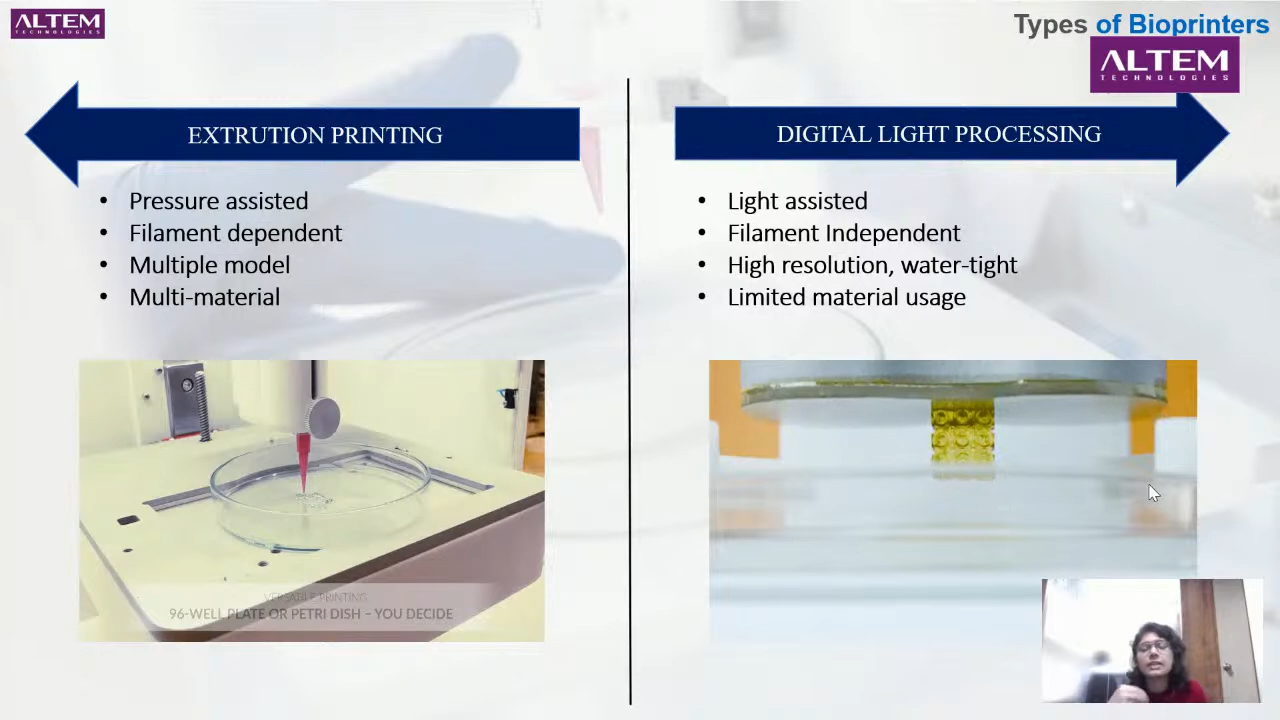 ALTEM
TECHNOLOGIES
Types of Bioprinters
ALTEM
TECHNOLOGIES
EXTRUTION PRINTING
• Pressure assisted
• Filament dependent
• Multiple model
• Multi-material
VERSATILE PRINTING
96-WELL PLATE OR PETRI DISH – YOU DECIDE
DIGITAL LIGHT PROCESSING
• Light assisted
• Filament Independent
• High resolution, water-tight
• Limited material usage